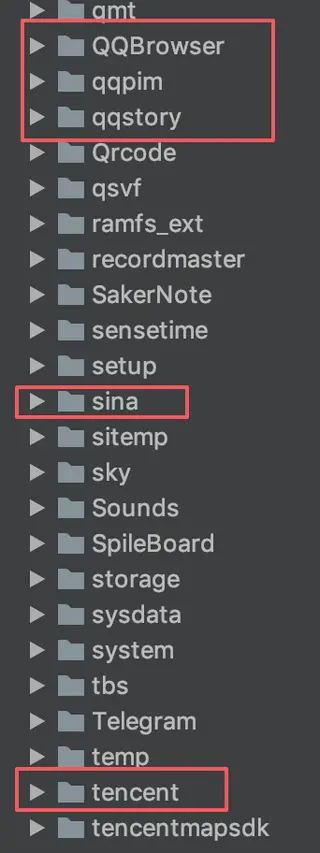 qmt
QQBrowser
qqpim
qqstory
Qrcode
qsvf
ramfs_ext
recordmaster
SakerNote
sensetime
setup
sina
sitemp
sky
Sounds
SpileBoard
storage
sysdata
system
tbs
Telegram
temp
tencent
tencentmapsdk